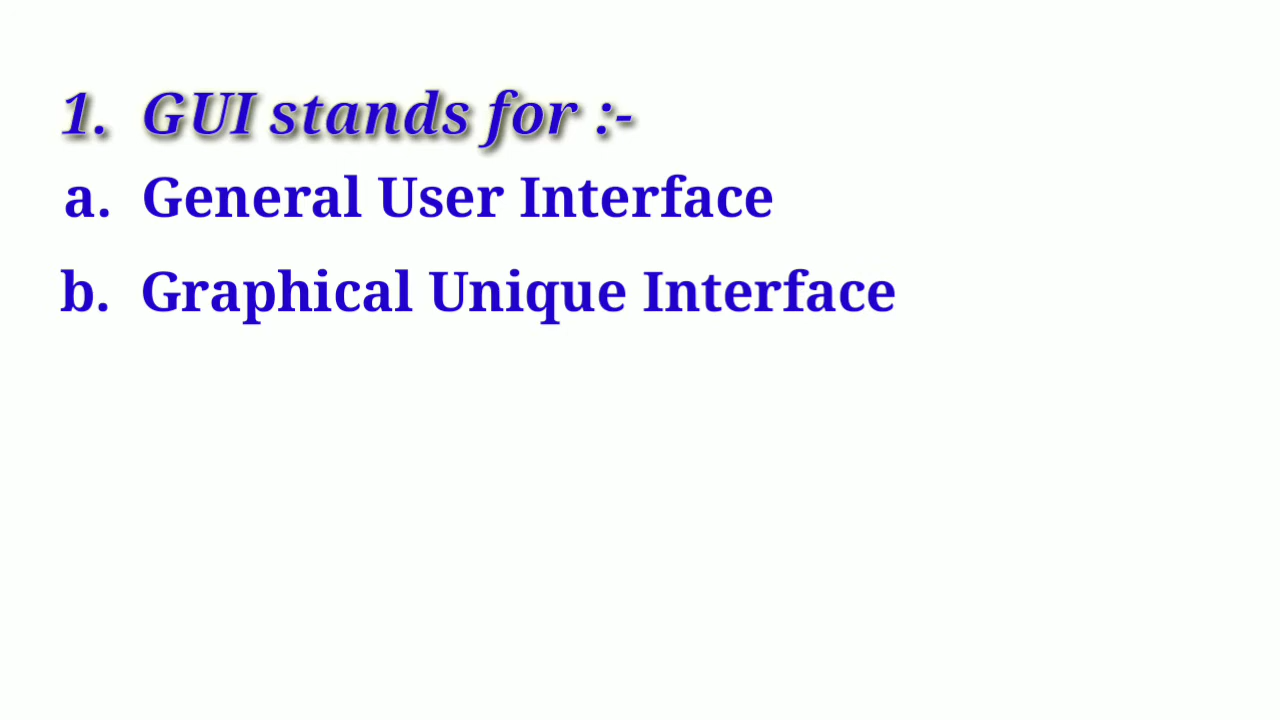 1. GUI stands for :-
a. General User Interface
b. Graphical Unique Interface